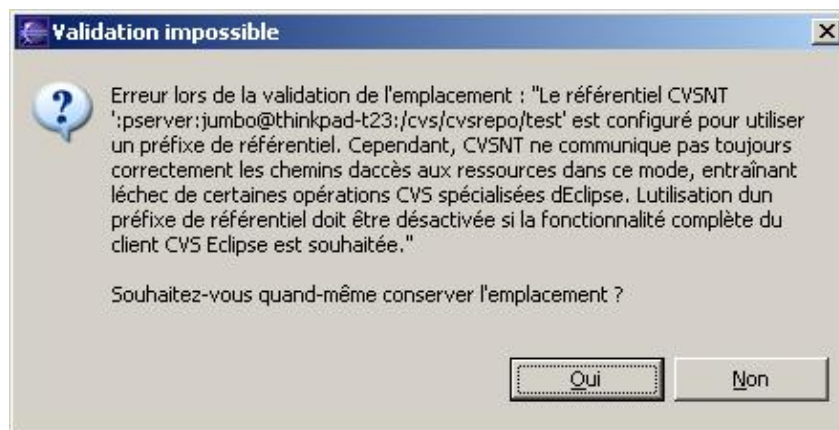 Validation impossible
Erreur lors de la validation de l'emplacement : "Le référentiel CVSNT
':pserver:jumbo@thinkpad-t23:/cvs/cvsrepo/test' est configuré pour utiliser
un préfixe de référentiel. Cependant, CVSNT ne communique pas toujours
correctement les chemins daccès aux ressources dans ce mode, entraînant
léchec de certaines opérations CVS spécialisées dEclipse. Lutilisation dun
préfixe de référentiel doit être désactivée si la fonctionnalité complète du
client CVS Eclipse est souhaitée."
Souhaitez-vous quand-même conserver l'emplacement ?
Oui
Non